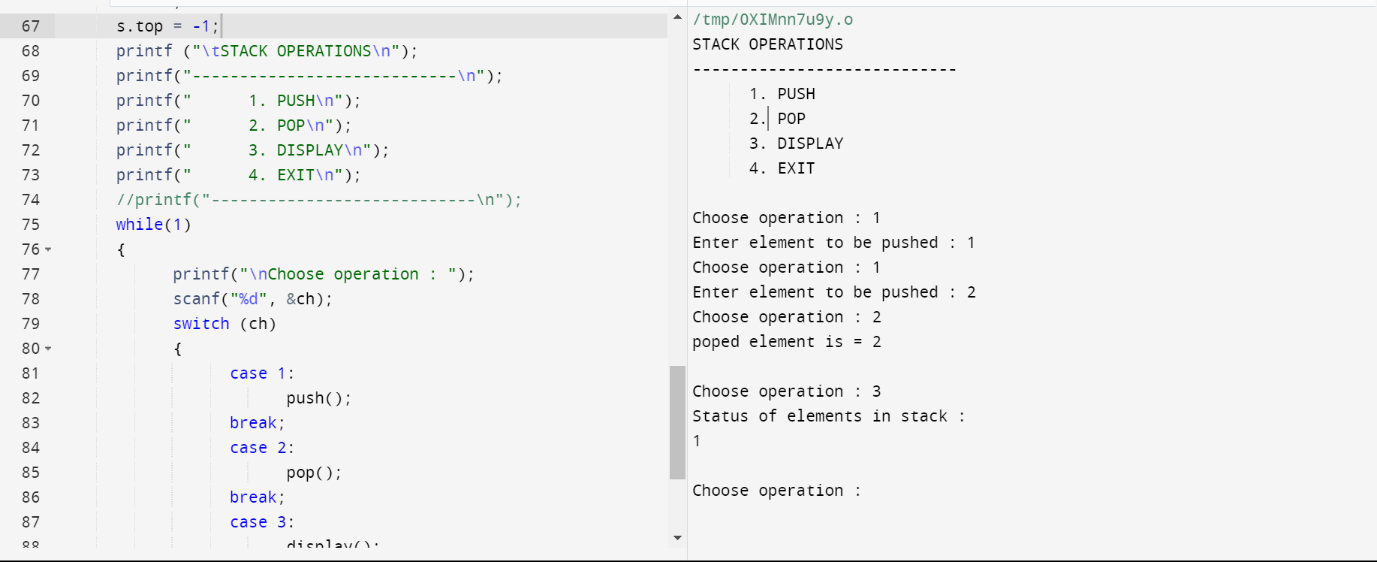 67 s.top = -1;
68 printf ("\tSTACK OPERATIONS\n");
69 printf("----------------------------\n");
70 printf("      1. PUSH\n");
71 printf("      2. POP\n");
72 printf("      3. DISPLAY\n");
73 printf("      4. EXIT\n");
74 //printf("----------------------------\n");
75 while(1)
76 {
77 printf("\nChoose operation : ");
78 scanf("%d", &ch);
79 switch (ch)
80 {
81 case 1:
82 push();
83 break;
84 case 2:
85 pop();
86 break;
87 case 3:
88 display();
/tmp/0XIMnn7u9y.o
STACK OPERATIONS
----------------------------
1. PUSH
2. POP
3. DISPLAY
4. EXIT
Choose operation : 1
Enter element to be pushed : 1
Choose operation : 1
Enter element to be pushed : 2
Choose operation : 2
poped element is = 2
Choose operation : 3
Status of elements in stack :
1
Choose operation :